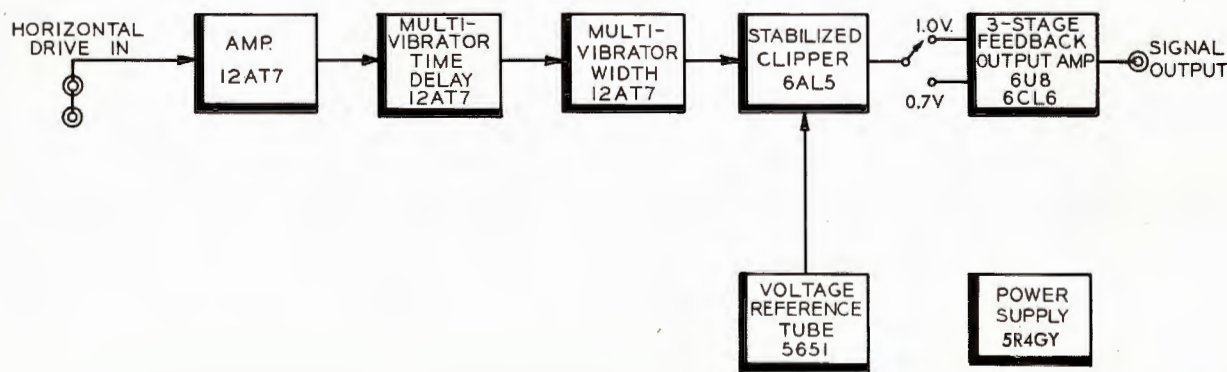 HORIZONTAL
DRIVE IN
AMP.
12AT7
MULTI-
VIBRATOR
TIME
DELAY
12AT7
MULTI-
VIBRATOR
WIDTH
12AT7
STABILIZED
CLIPPER
6AL5
1.0V.
0.7V
3-STAGE
FEEDBACK
OUTPUT AMP
6U8
6CL6
SIGNAL
OUTPUT
VOLTAGE
REFERENCE
TUBE
5651
POWER
SUPPLY
5R4GY